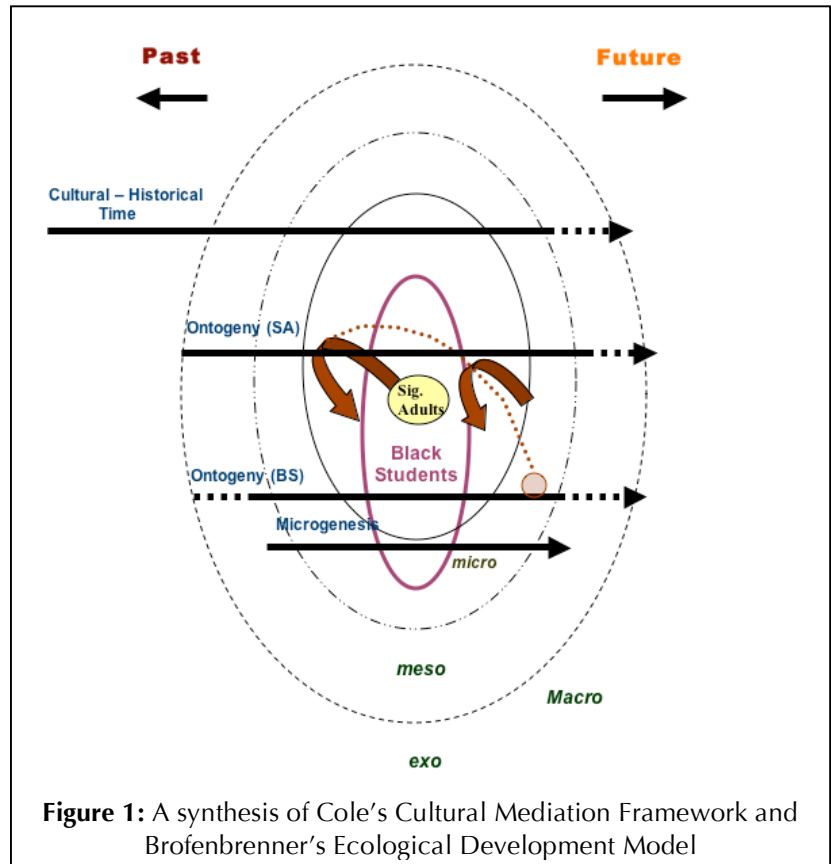 Past
Future
Cultural – Historical
Time
Ontogeny (SA)
Sig.
Adults
Black
Students
Ontogeny (BS)
Microgenesis
micro
meso
Macro
exo
Figure 1: A synthesis of Cole's Cultural Mediation Framework and
Brofenbrenner's Ecological Development Model